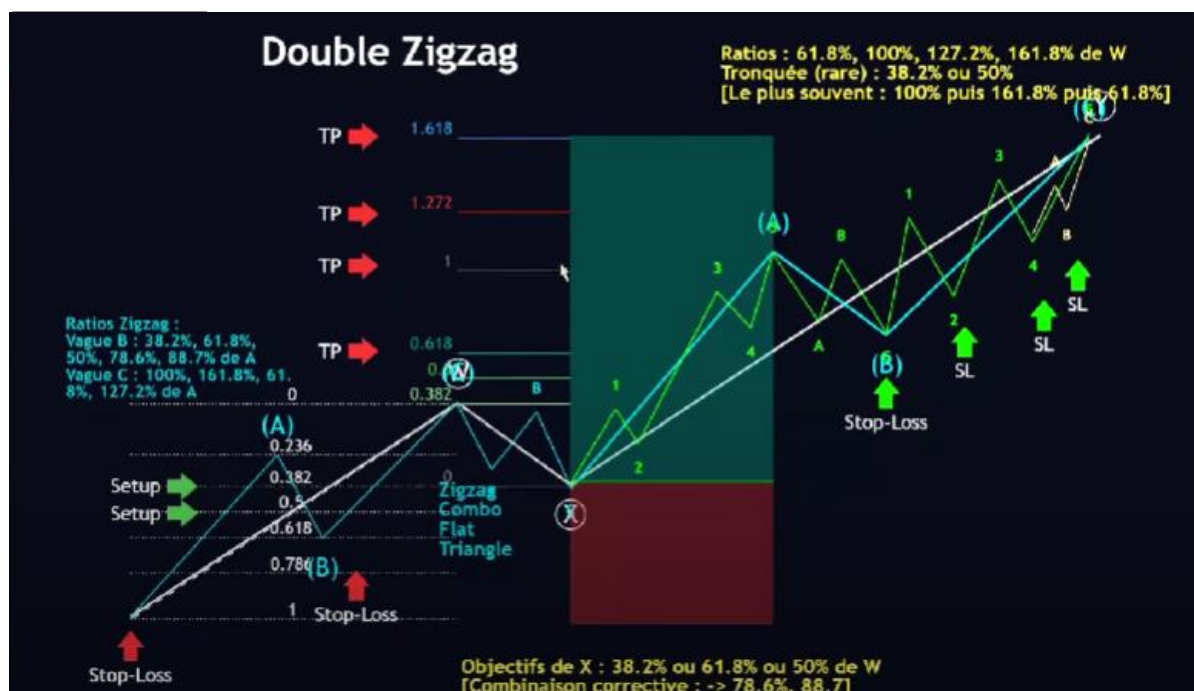 Double Zigzag
Ratios : 61.8%, 100%, 127.2%, 161.8% de W
Tronquée (rare) : 38.2% ou 50%
[Le plus souvent : 100% puis 161.8% puis 61.8%]
TP
1.618
TP
1.272
TP
1
TP
0.618
0.382
Ratios Zigzag :
Vague B : 38.2%, 61.8%,
50%, 78.6%, 88.7% de A
Vague C : 100%, 161.8%, 61.
8%, 127.2% de A
0
(A)
0.236
Setup
0.382
Setup
0.5
0.618
0.786
(B)
1
Stop-Loss
Stop-Loss
W
B
0
Zigzag
Combo
Flat
Triangle
X
1
2
3
4
(A)
A
B
(B)
Stop-Loss
1
2
SL
3
4
SL
A
B
SL
Objectifs de X : 38.2% ou 61.8% ou 50% de W
[Combinaison corrective : -> 78.6%, 88.7]